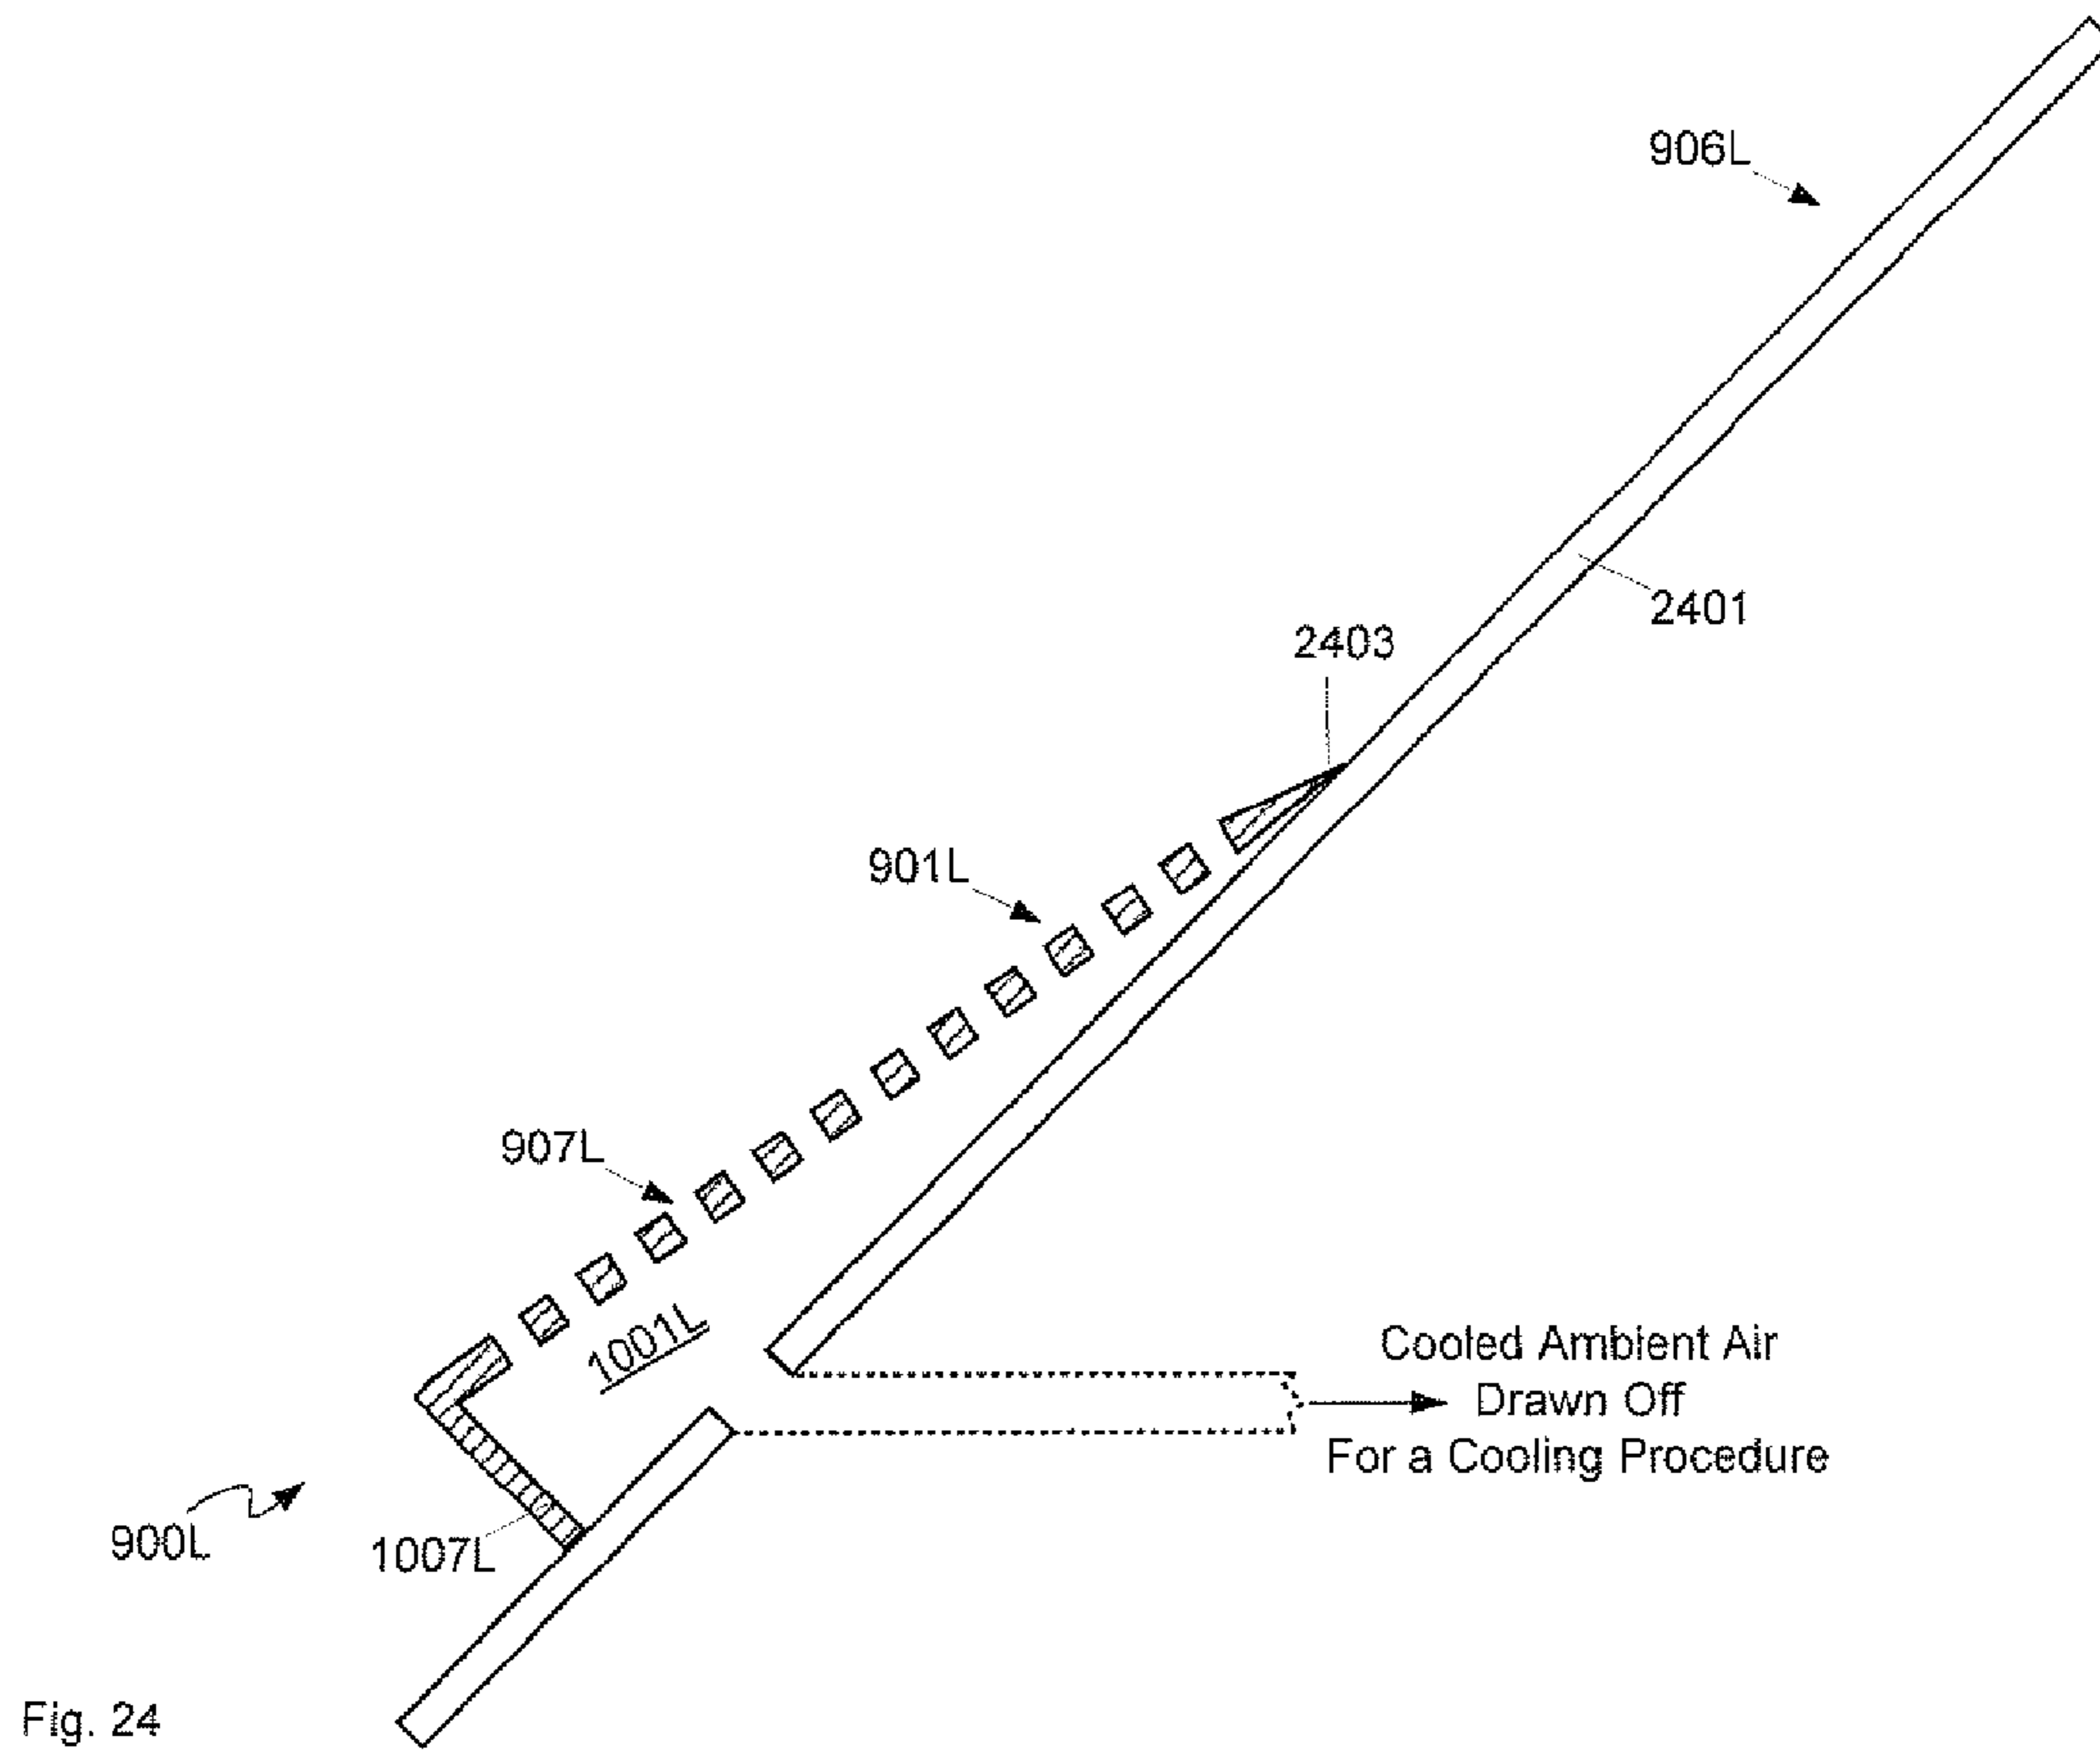 906L
2401
2403
901L
907L
1001L
Cooled Ambient Air
Drawn Off
For a Cooling Procedure
900L
1007L
Fig. 24